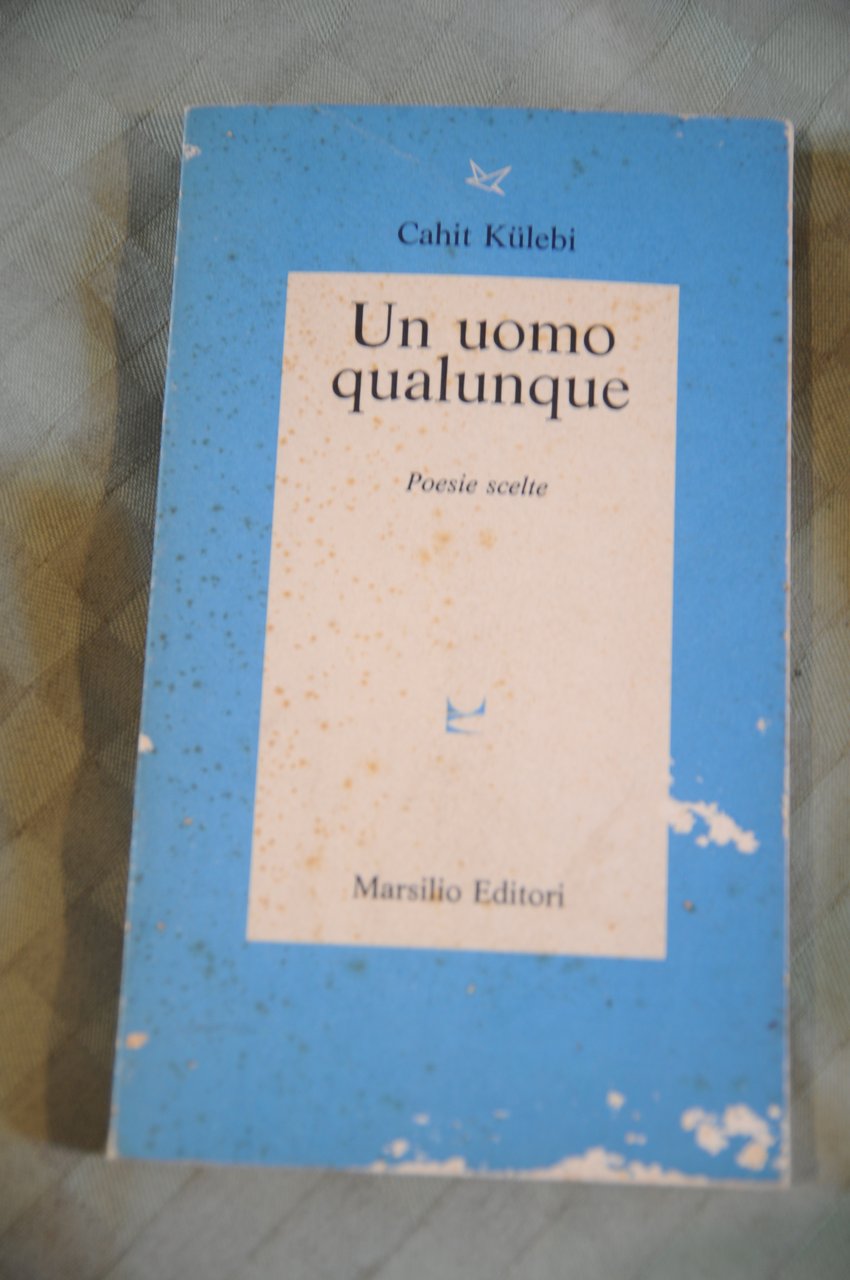 Cahit Külebi
Un uomo
qualunque
Poesie scelte
Marsilio Editori